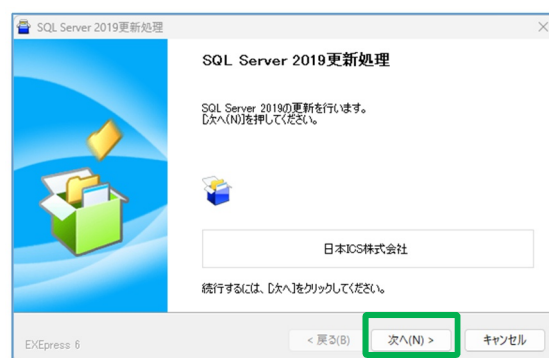 SQL Server 2019更新処理
SQL Server 2019更新処理
SQL Server 2019の更新を行います。
[次へ(N)]を押してください。
日本ICS株式会社
続行するには、[次へ]をクリックしてください。
EXEpress 6
< 戻る(B)
次へ(N) >
キャンセル